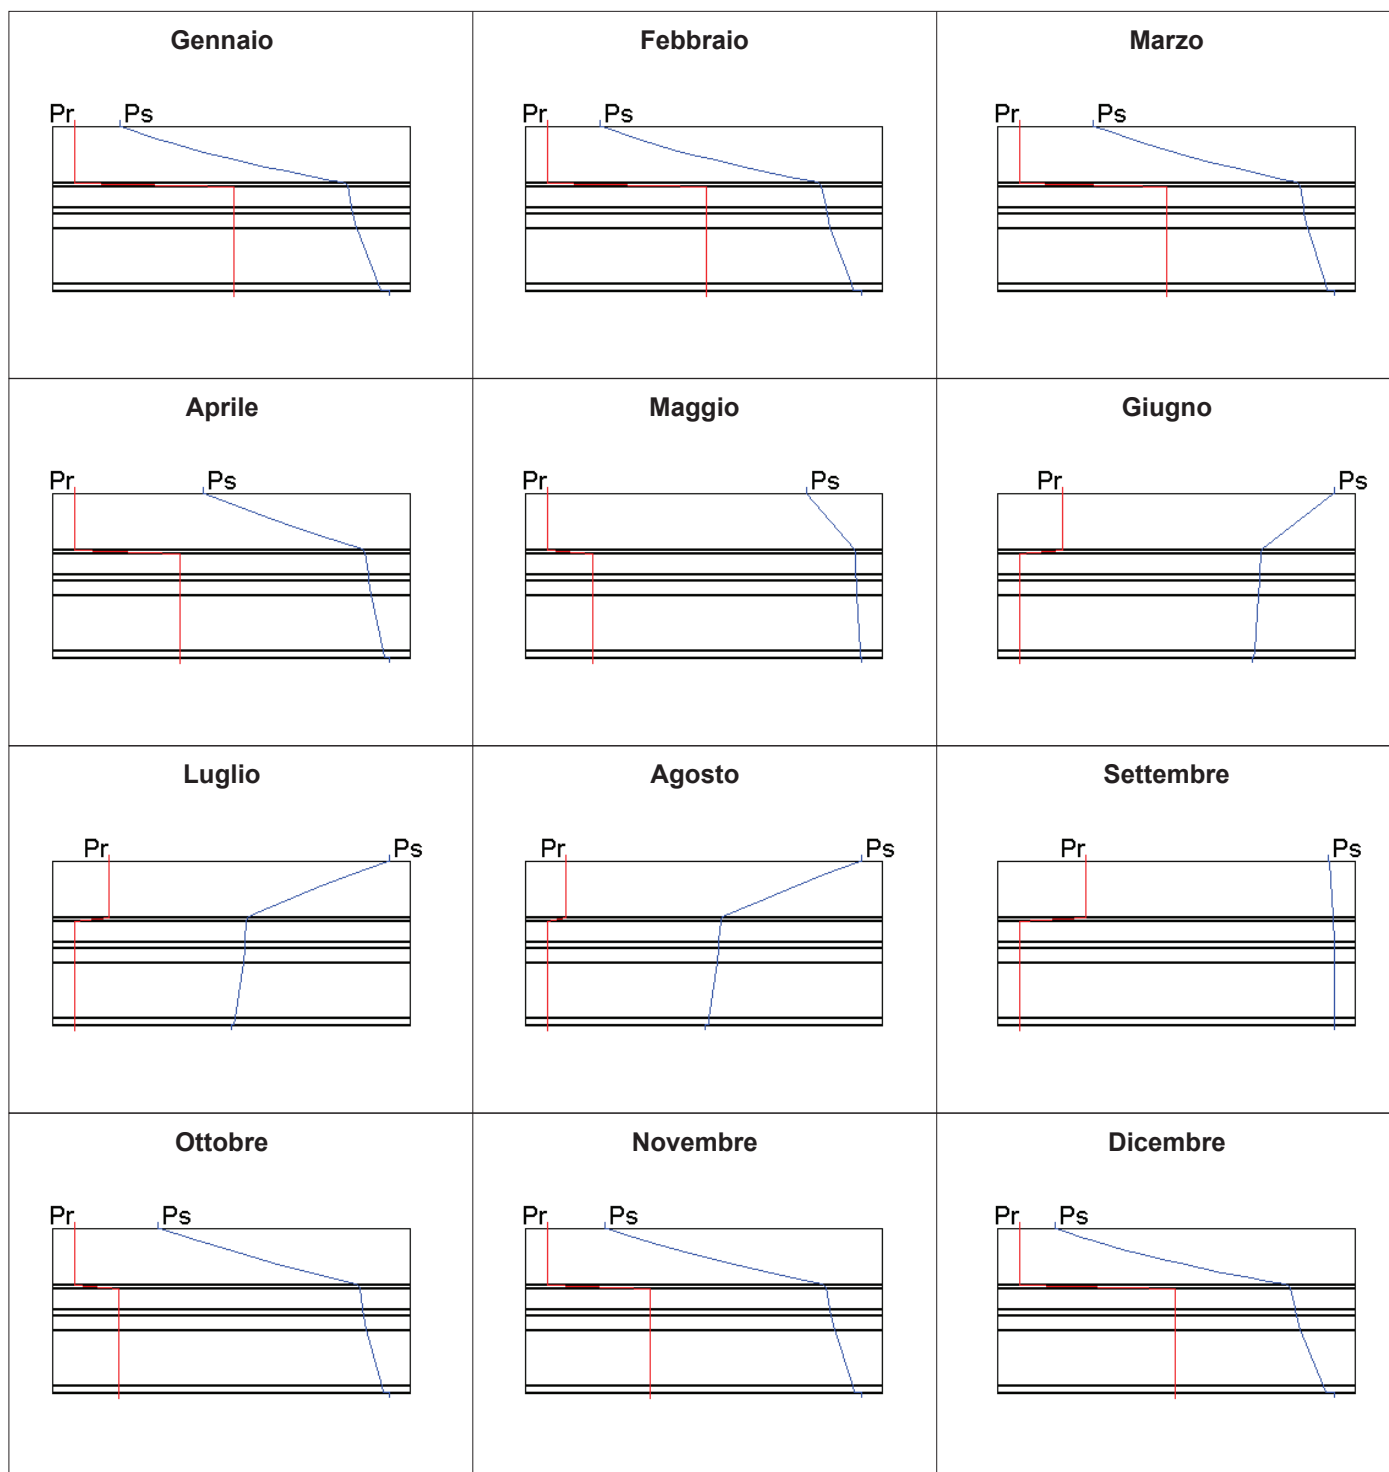 Gennaio
Febbraio
Marzo
Pr Ps
Pr Ps
Pr Ps
Aprile
Maggio
Giugno
Pr Ps
Pr Ps
Pr Ps
Luglio
Agosto
Settembre
Pr Ps
Pr Ps
Pr Ps
Ottobre
Novembre
Dicembre
Pr Ps
Pr Ps
Pr Ps